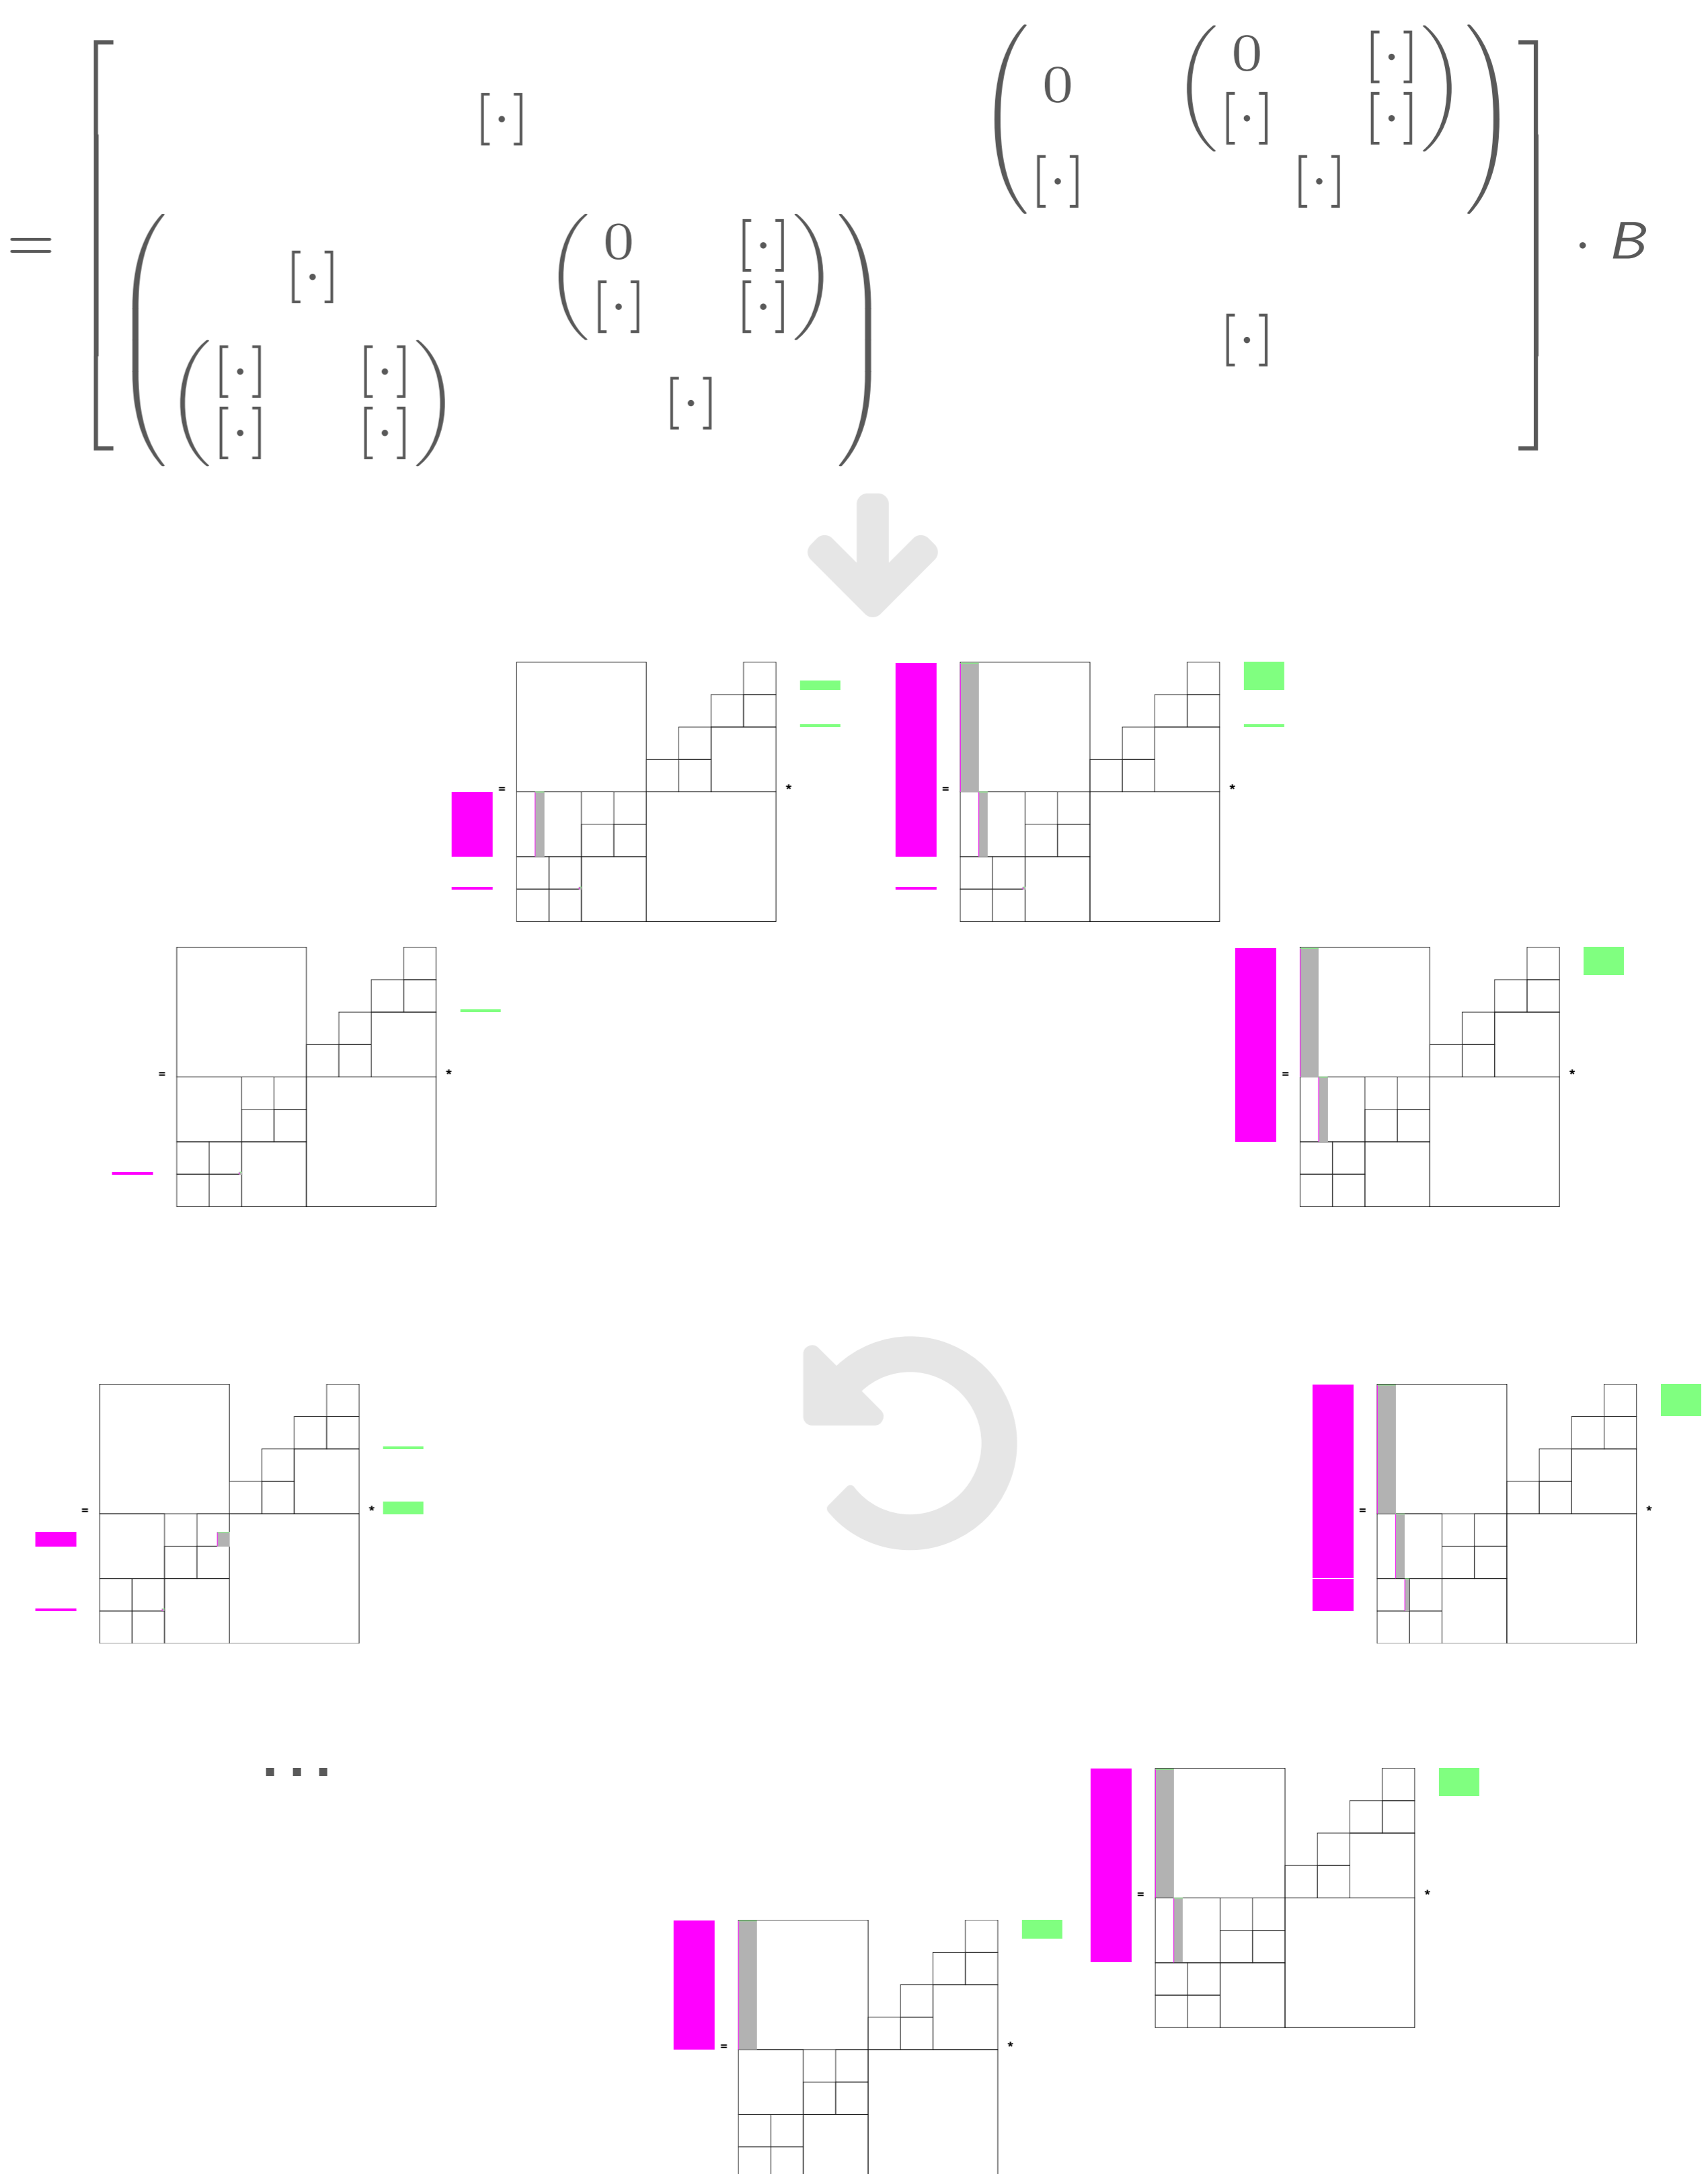 0 [·]
[·] 0 [·] [·]
[·] [·]
= [·] 0 [·] · B
[·] [·]
[·] [·] [·]
[·] [·] [·]
= * = *
= * = *
= * = *
...
= *
= *